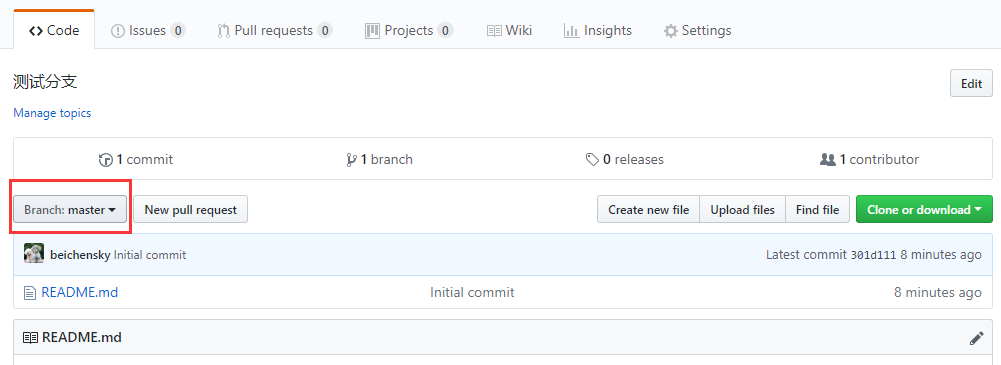 Code Issues 0 Pull requests 0 Projects 0 Wiki Insights Settings
测试分支
Edit
Manage topics
1 commit 1 branch 0 releases 1 contributor
Branch: master New pull request Create new file Upload files Find file Clone or download
beichensky Initial commit Latest commit 301d111 8 minutes ago
README.md Initial commit 8 minutes ago
README.md